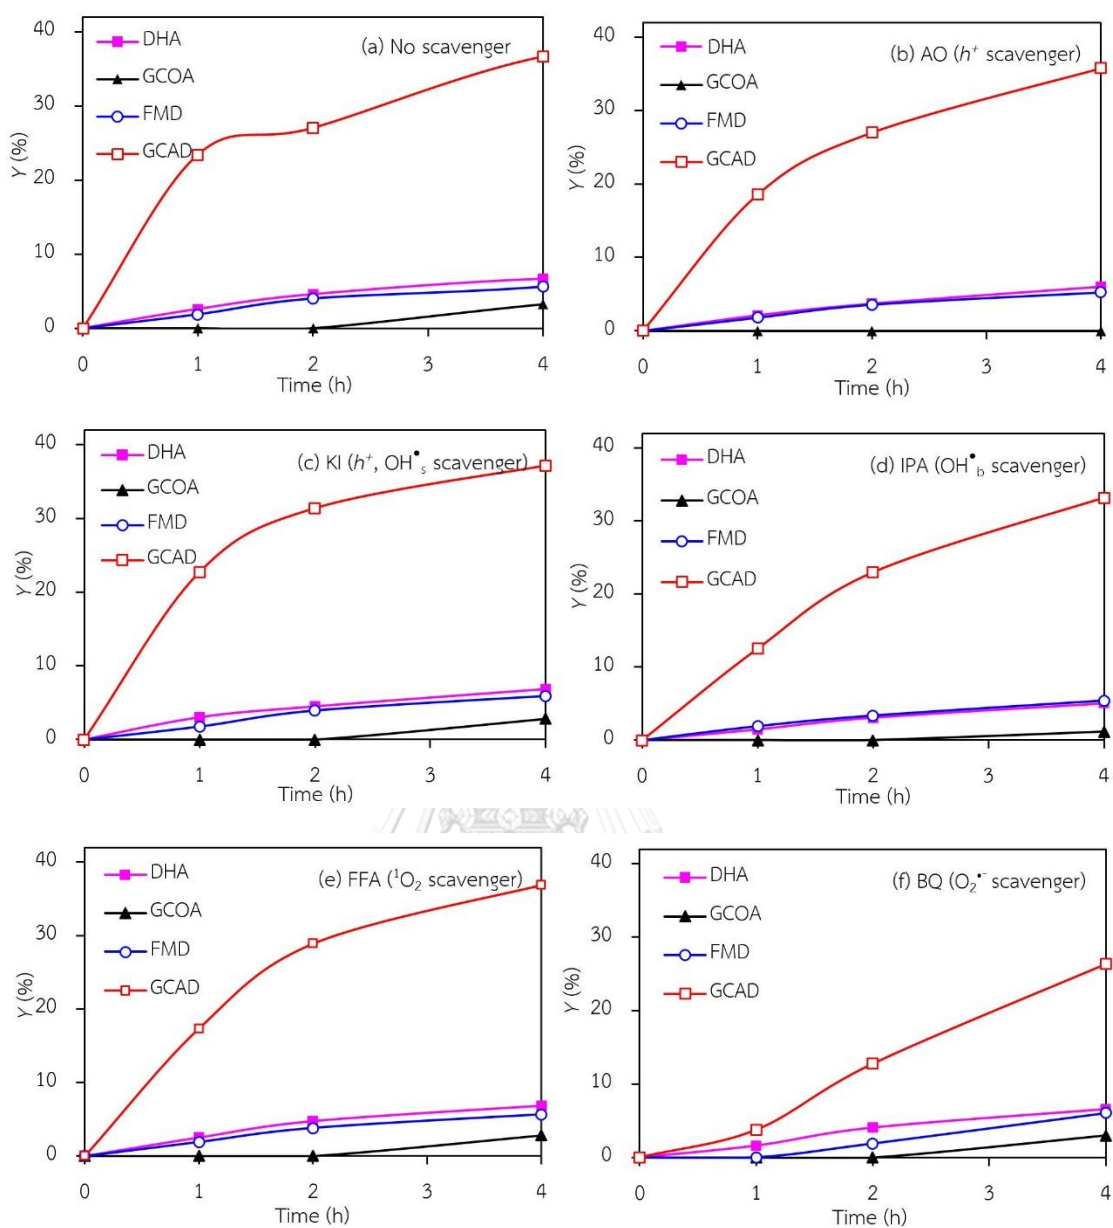 (a) No scavenger
DHA
GCOA
FMD
GCAD
Y (%)
40
30
20
10
0
0 1 2 3 4
Time (h)
(b) AO (h⁺ scavenger)
DHA
GCOA
FMD
GCAD
Y (%)
40
30
20
10
0
0 1 2 3 4
Time (h)
(c) KI (h⁺, OH•s scavenger)
DHA
GCOA
FMD
GCAD
Y (%)
40
30
20
10
0
0 1 2 3 4
Time (h)
(d) IPA (OH•b scavenger)
DHA
GCOA
FMD
GCAD
Y (%)
40
30
20
10
0
0 1 2 3 4
Time (h)
(e) FFA (¹O₂ scavenger)
DHA
GCOA
FMD
GCAD
Y (%)
40
30
20
10
0
0 1 2 3 4
Time (h)
(f) BQ (O₂•⁻ scavenger)
DHA
GCOA
FMD
GCAD
Y (%)
40
30
20
10
0
0 1 2 3 4
Time (h)